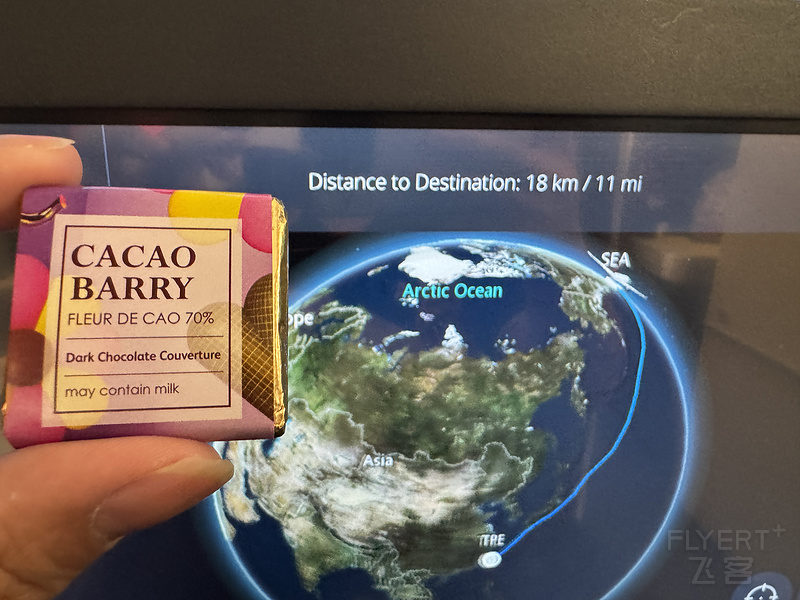 Distance to Destination: 18 km / 11 mi
CACAO
BARRY
FLEUR DE CAO 70%
Dark Chocolate Couverture
may contain milk
SEA
Arctic Ocean
ope
Asia
TPE
FLYERT+
飞客